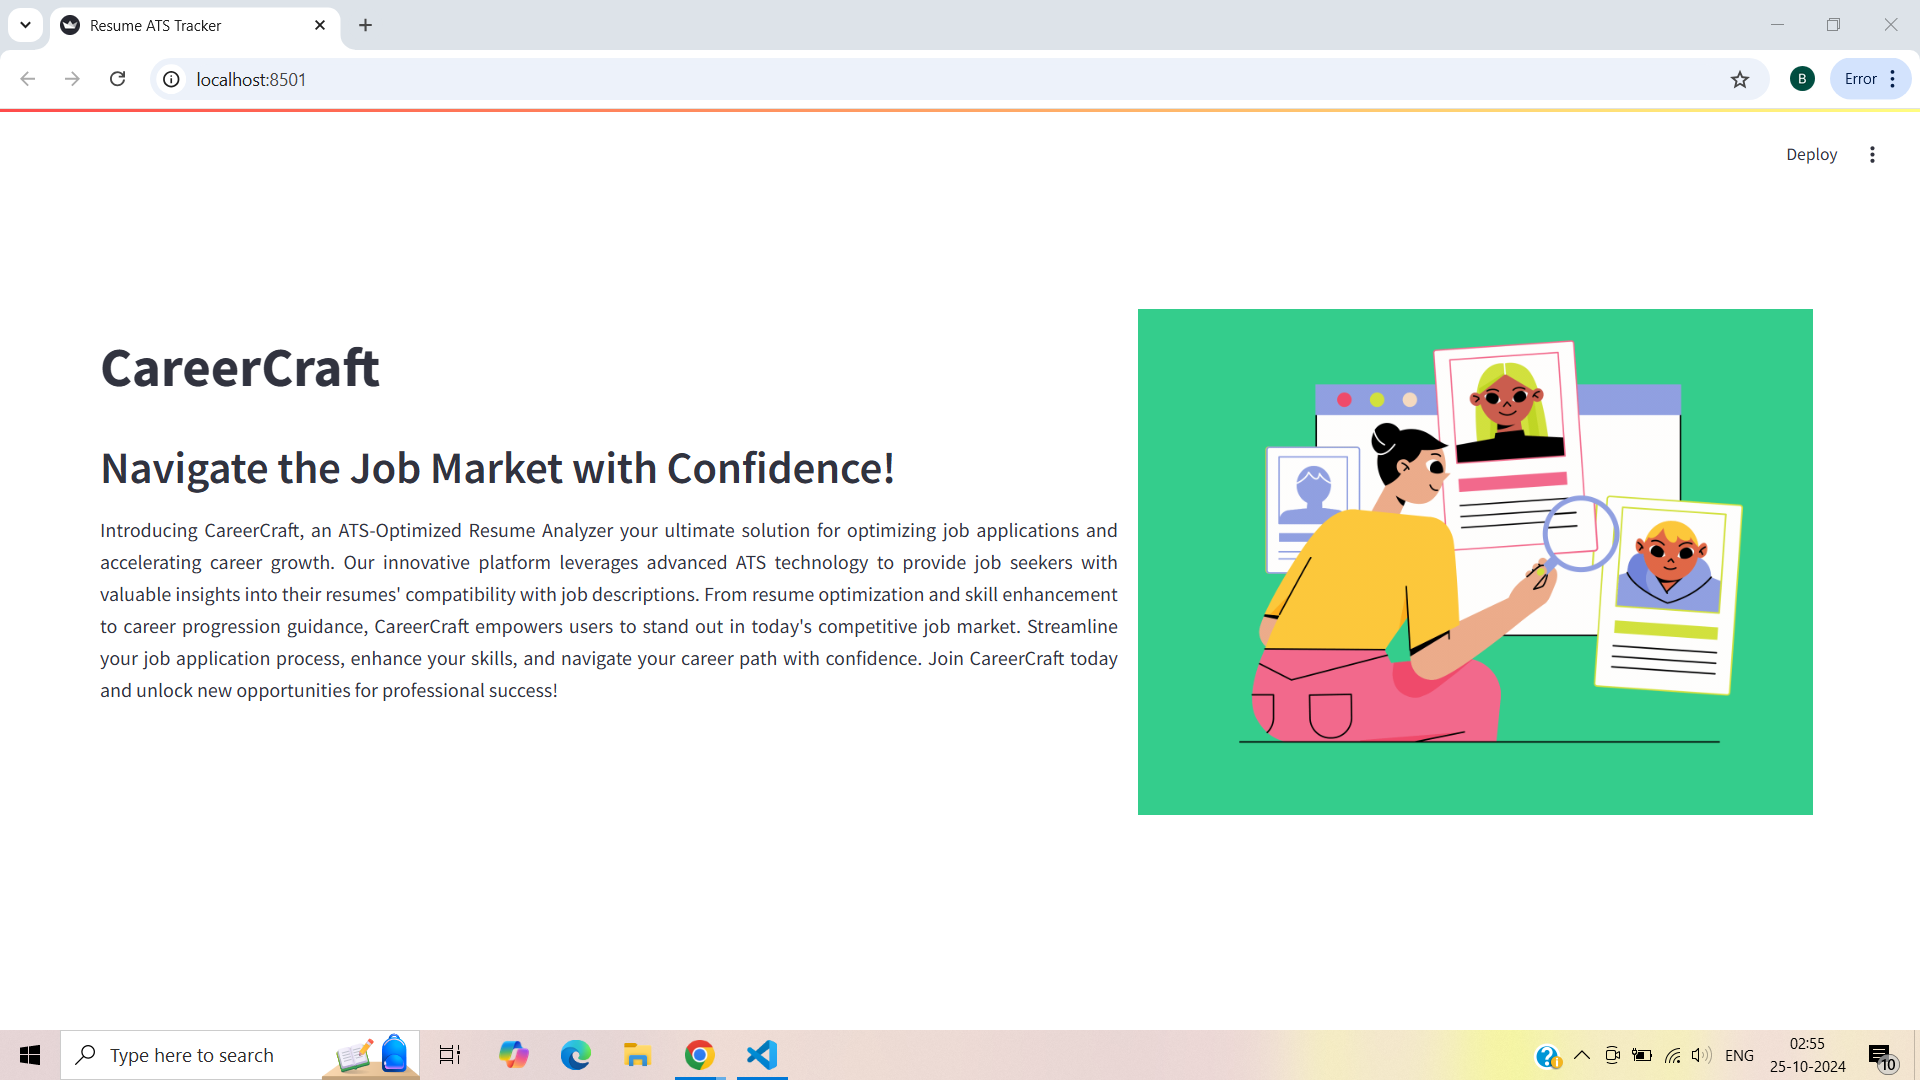 Resume ATS Tracker
localhost:8501
B
Error
Deploy
CareerCraft
Navigate the Job Market with Confidence!
Introducing CareerCraft, an ATS-Optimized Resume Analyzer your ultimate solution for optimizing job applications and
accelerating career growth. Our innovative platform leverages advanced ATS technology to provide job seekers with
valuable insights into their resumes' compatibility with job descriptions. From resume optimization and skill enhancement
to career progression guidance, CareerCraft empowers users to stand out in today's competitive job market. Streamline
your job application process, enhance your skills, and navigate your career path with confidence. Join CareerCraft today
and unlock new opportunities for professional success!
Type here to search
ENG
02:55
25-10-2024
10